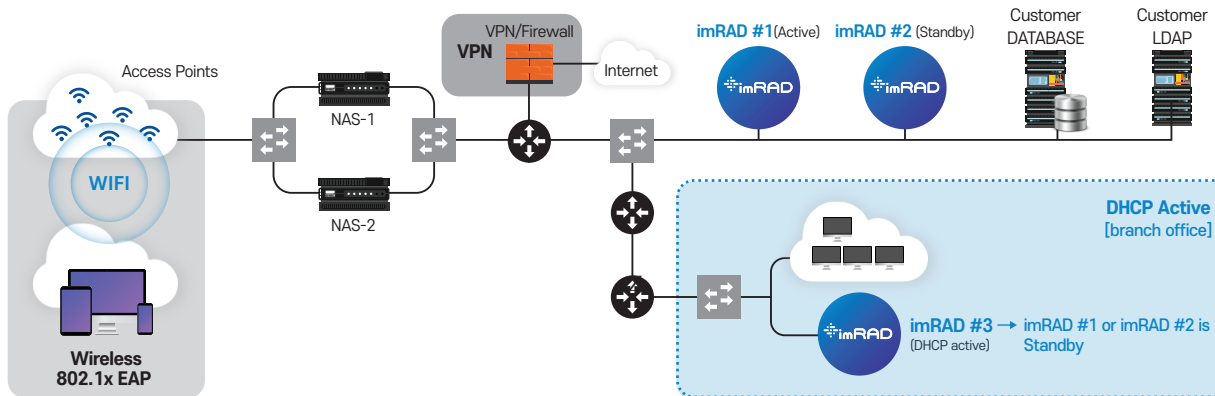 Access Points
WIFI
Wireless
802.1x EAP
NAS-1
NAS-2
VPN/Firewall
VPN
Internet
imRAD #1 (Active)
imRAD
imRAD #2 (Standby)
imRAD
Customer
DATABASE
Customer
LDAP
DHCP Active
[branch office]
imRAD
imRAD #3 → imRAD #1 or imRAD #2 is
(DHCP active) Standby